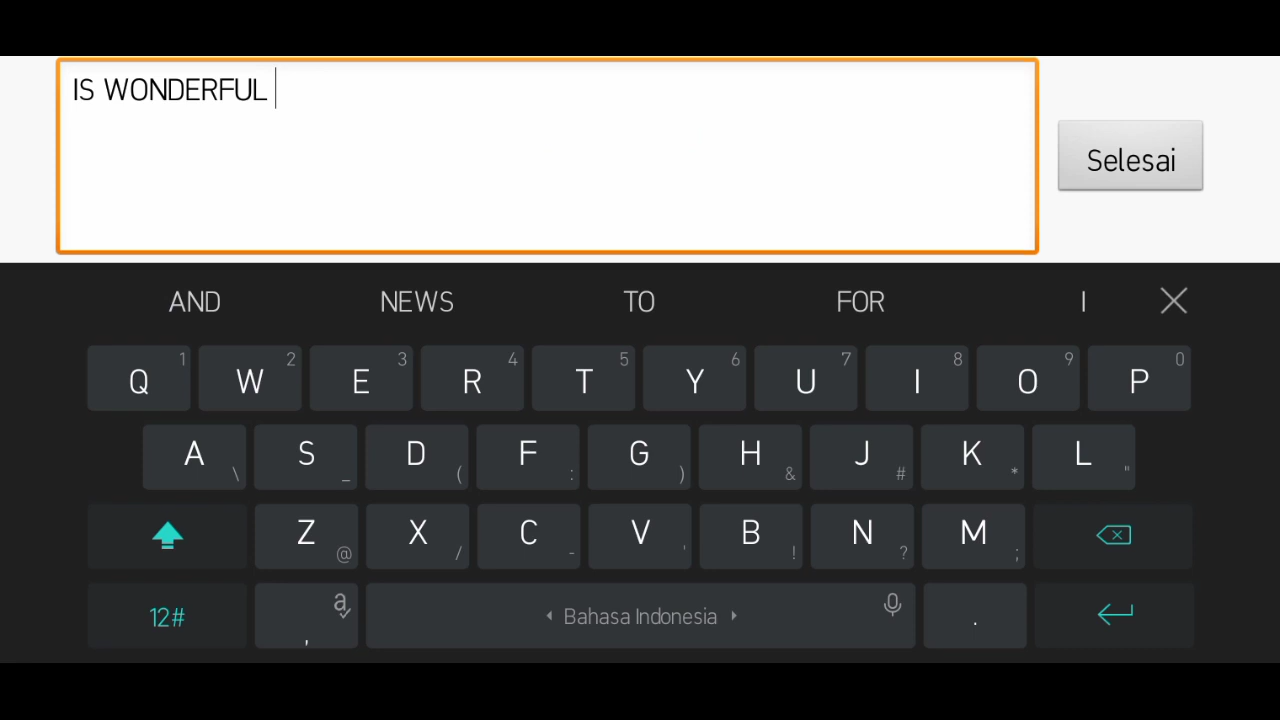 IS WONDERFUL
Selesai
AND NEWS TO FOR I
Q 1 W 2 E 3 R 4 T 5 Y 6 U 7 I 8 O 9 P 0
A \ S _ D ( F : G ) H & J # K * L "
Z @ X / C - V ' B ! N ? M ;
12# a , Bahasa Indonesia .